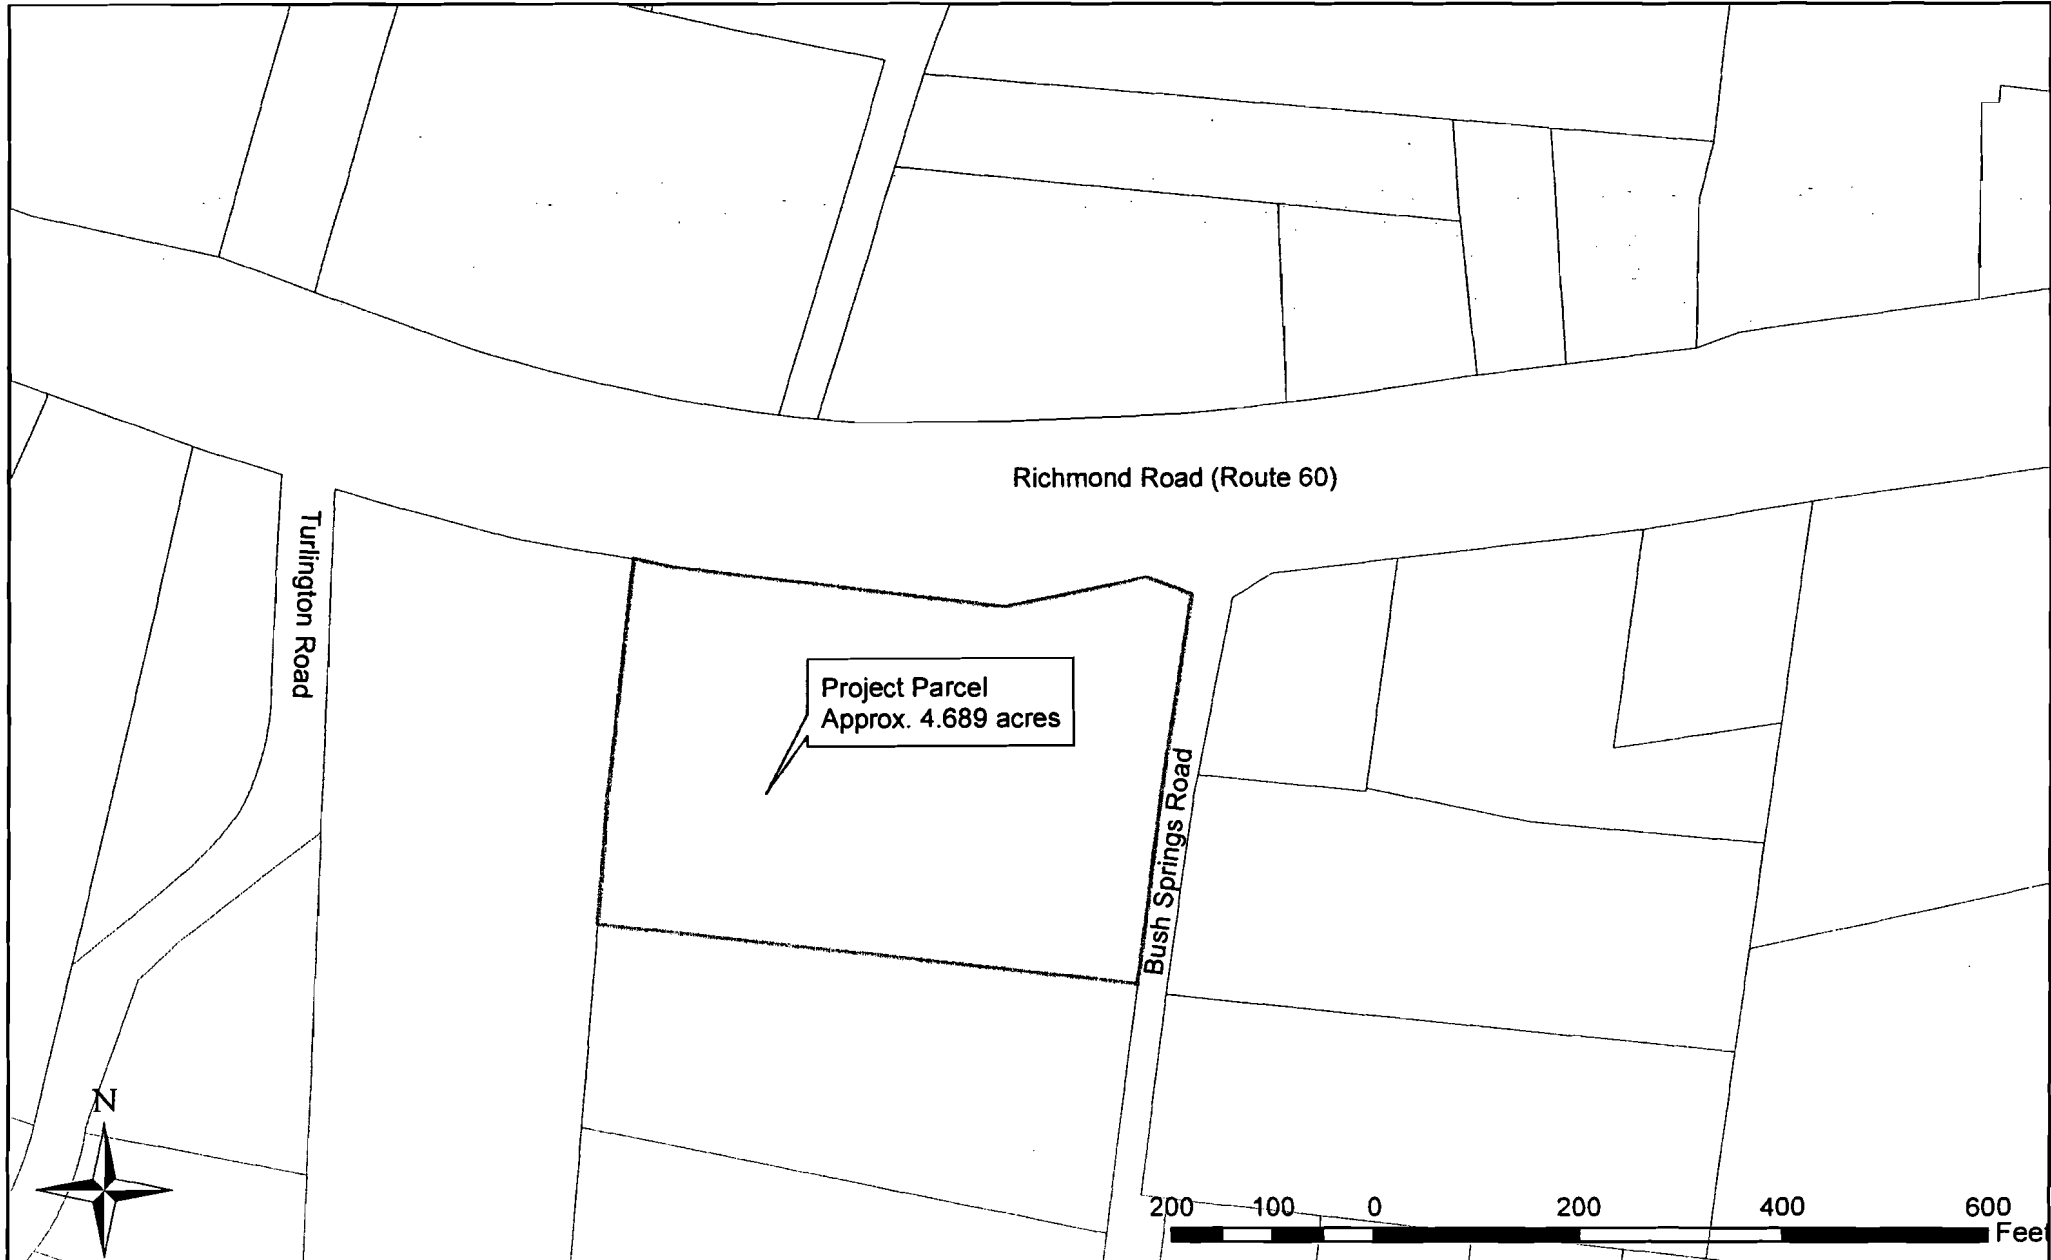 Richmond Road (Route 60)
Turlington Road
Project Parcel
Approx. 4.689 acres
Bush Springs Road
N
200 100 0 200 400 600
Feet